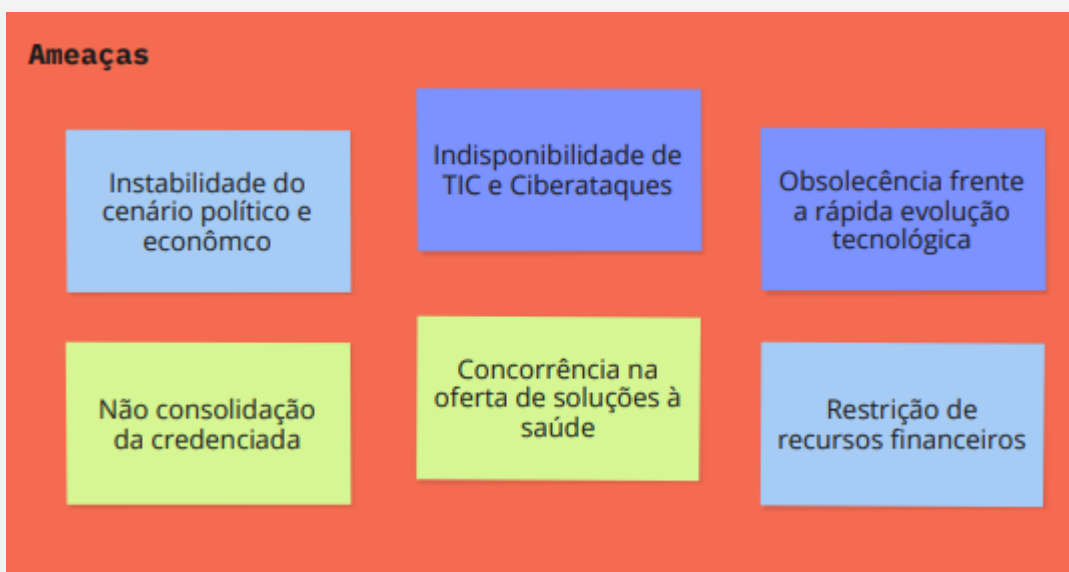 Ameaças
Instabilidade do
cenário político e
econômco
Indisponibilidade de
TIC e Ciberataques
Obsolecência frente
a rápida evolução
tecnológica
Não consolidação
da credenciada
Concorrência na
oferta de soluções à
saúde
Restrição de
recursos financeiros